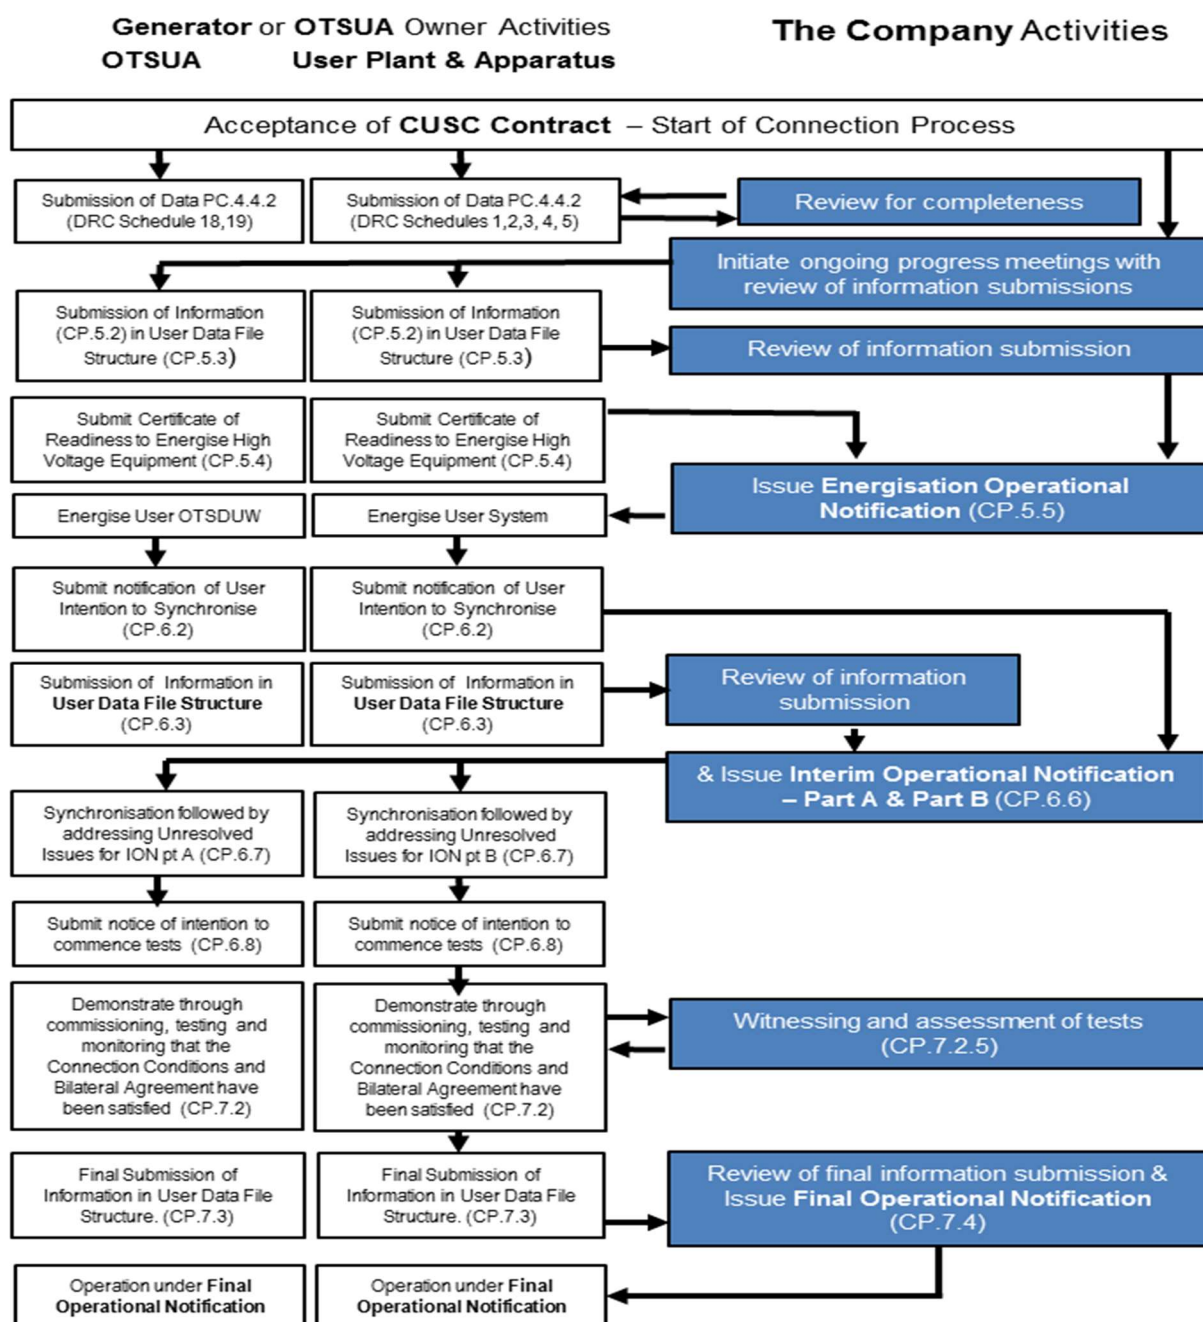 Generator or OTSUA Owner Activities
OTSUA
User Plant & Apparatus
The Company Activities
Acceptance of CUSC Contract – Start of Connection Process
Submission of Data PC.4.4.2
(DRC Schedule 18,19)
Submission of Data PC.4.4.2
(DRC Schedules 1,2,3, 4, 5)
Review for completeness
Initiate ongoing progress meetings with
review of information submissions
Submission of Information
(CP.5.2) in User Data File
Structure (CP.5.3)
Submission of Information
(CP.5.2) in User Data File
Structure (CP.5.3)
Review of information submission
Submit Certificate of
Readiness to Energise High
Voltage Equipment (CP.5.4)
Submit Certificate of
Readiness to Energise High
Voltage Equipment (CP.5.4)
Issue Energisation Operational
Notification (CP.5.5)
Energise User OTSDUW
Energise User System
Submit notification of User
Intention to Synchronise
(CP.6.2)
Submit notification of User
Intention to Synchronise
(CP.6.2)
Submission of Information in
User Data File Structure
(CP.6.3)
Submission of Information in
User Data File Structure
(CP.6.3)
Review of information
submission
& Issue Interim Operational Notification
– Part A & Part B (CP.6.6)
Synchronisation followed by
addressing Unresolved
Issues for ION pt A (CP.6.7)
Synchronisation followed by
addressing Unresolved
Issues for ION pt B (CP.6.7)
Submit notice of intention to
commence tests (CP.6.8)
Submit notice of intention to
commence tests (CP.6.8)
Demonstrate through
commissioning, testing and
monitoring that the
Connection Conditions and
Bilateral Agreement have
been satisfied (CP.7.2)
Demonstrate through
commissioning, testing and
monitoring that the
Connection Conditions and
Bilateral Agreement have
been satisfied (CP.7.2)
Witnessing and assessment of tests
(CP.7.2.5)
Final Submission of
Information in User Data File
Structure. (CP.7.3)
Final Submission of
Information in User Data File
Structure. (CP.7.3)
Review of final information submission &
Issue Final Operational Notification
(CP.7.4)
Operation under Final
Operational Notification
Operation under Final
Operational Notification